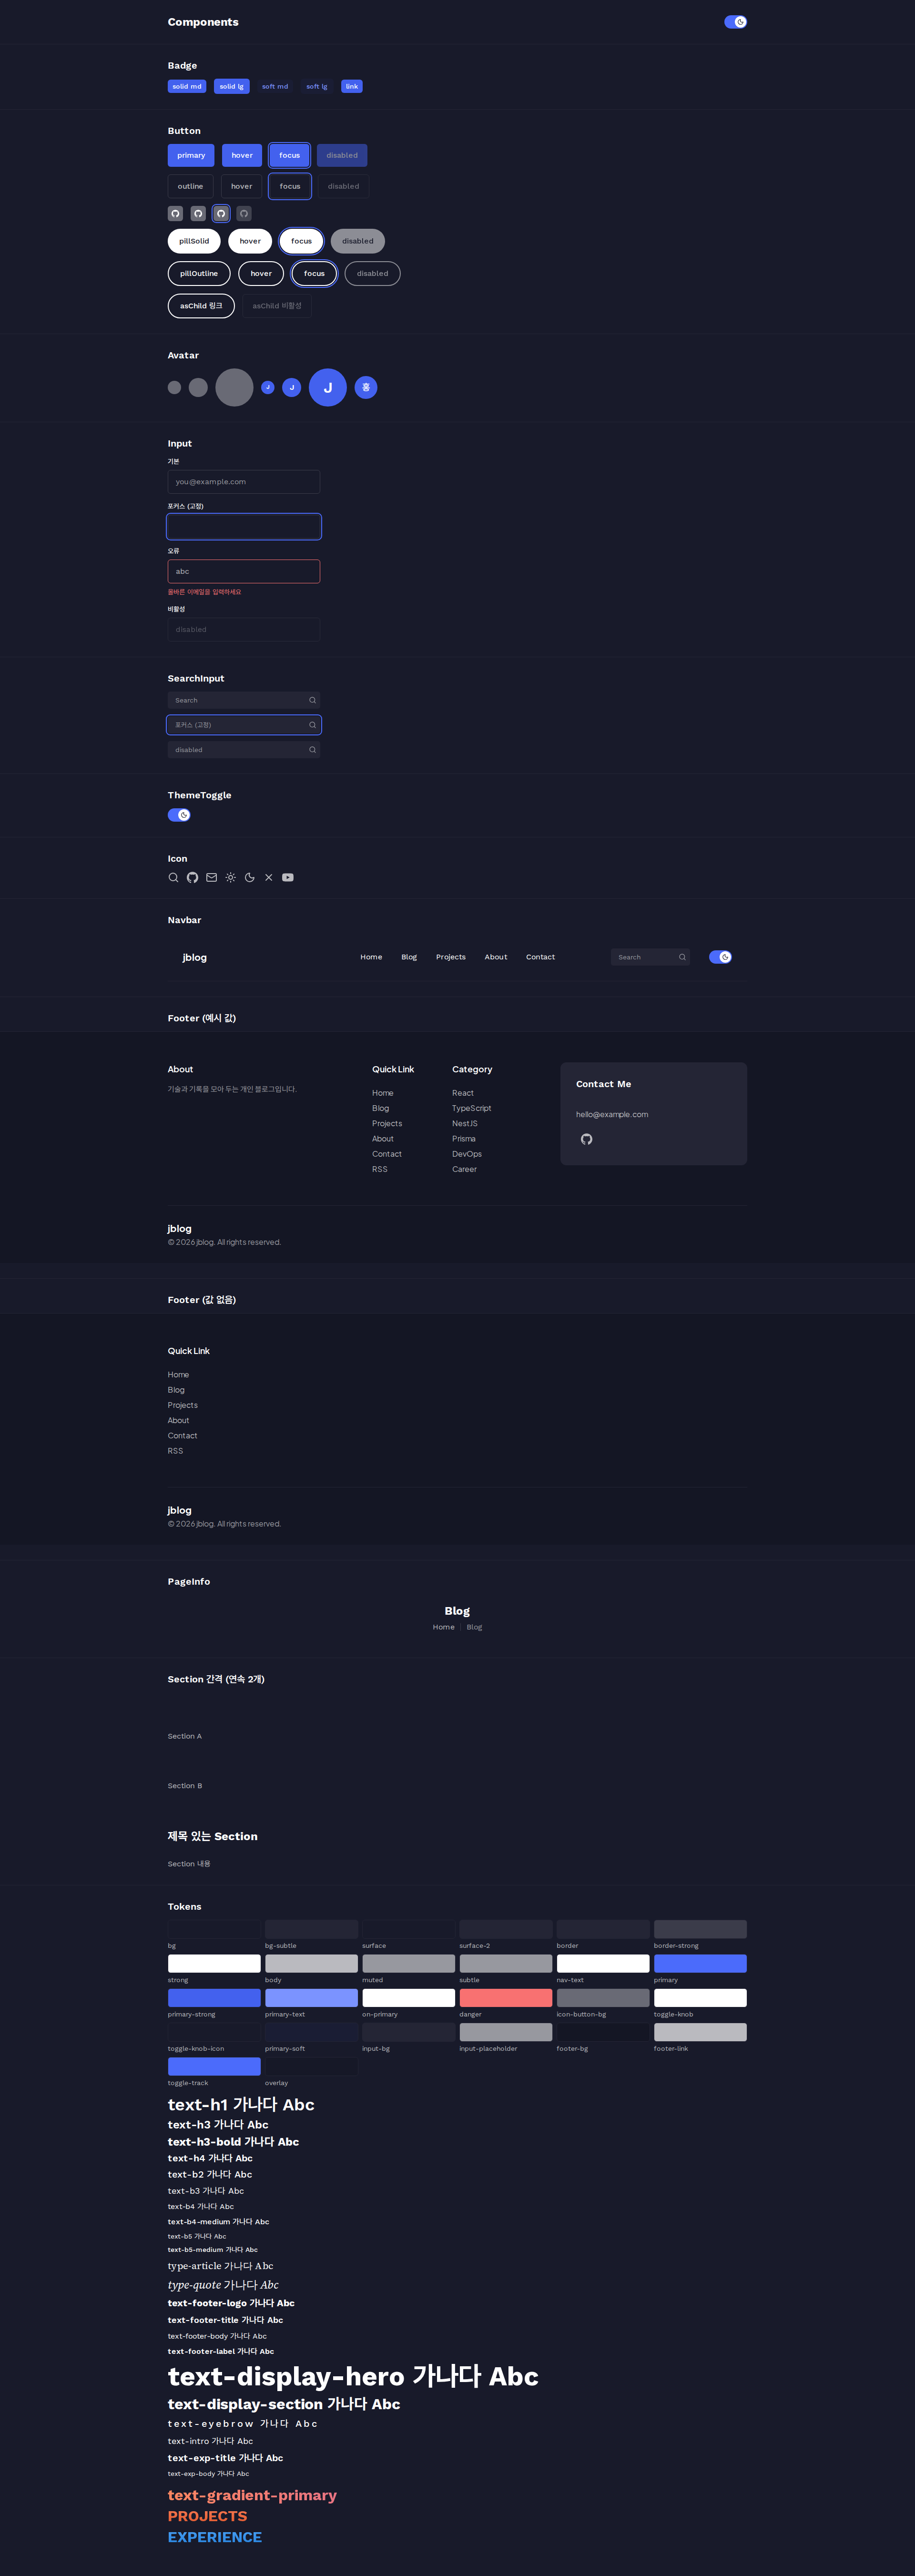 Components
Badge
solid md solid lg soft md soft lg link
Button
primary hover focus disabled
outline hover focus disabled
pillSolid hover focus disabled
pillOutline hover focus disabled
asChild 링크 asChild 비활성
Avatar
J J J 홍
Input
기본
you@example.com
포커스 (고정)
오류
abc
올바른 이메일을 입력하세요
비활성
disabled
SearchInput
Search
포커스 (고정)
disabled
ThemeToggle
Icon
Navbar
jblog Home Blog Projects About Contact Search
Footer (예시 값)
About Quick Link Category Contact Me
기술과 기록을 모아 두는 개인 블로그입니다.
Home React
Blog TypeScript hello@example.com
Projects NestJS
About Prisma
Contact DevOps
RSS Career
jblog
© 2026 jblog. All rights reserved.
Footer (값 없음)
Quick Link
Home
Blog
Projects
About
Contact
RSS
jblog
© 2026 jblog. All rights reserved.
PageInfo
Blog
Home | Blog
Section 간격 (연속 2개)
Section A
Section B
제목 있는 Section
Section 내용
Tokens
bg bg-subtle surface surface-2 border border-strong
strong body muted subtle nav-text primary
primary-strong primary-text on-primary danger icon-button-bg toggle-knob
toggle-knob-icon primary-soft input-bg input-placeholder footer-bg footer-link
toggle-track overlay
text-h1 가나다 Abc
text-h3 가나다 Abc
text-h3-bold 가나다 Abc
text-h4 가나다 Abc
text-b2 가나다 Abc
text-b3 가나다 Abc
text-b4 가나다 Abc
text-b4-medium 가나다 Abc
text-b5 가나다 Abc
text-b5-medium 가나다 Abc
type-article 가나다 Abc
type-quote 가나다 Abc
text-footer-logo 가나다 Abc
text-footer-title 가나다 Abc
text-footer-body 가나다 Abc
text-footer-label 가나다 Abc
text-display-hero 가나다 Abc
text-display-section 가나다 Abc
text-eyebrow 가나다 Abc
text-intro 가나다 Abc
text-exp-title 가나다 Abc
text-exp-body 가나다 Abc
text-gradient-primary
PROJECTS
EXPERIENCE